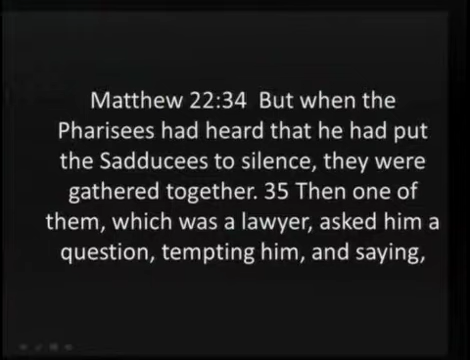 Matthew 22:34  But when the
Pharisees had heard that he had put
the Sadducees to silence, they were
gathered together. 35 Then one of
them, which was a lawyer, asked him a
question, tempting him, and saying,